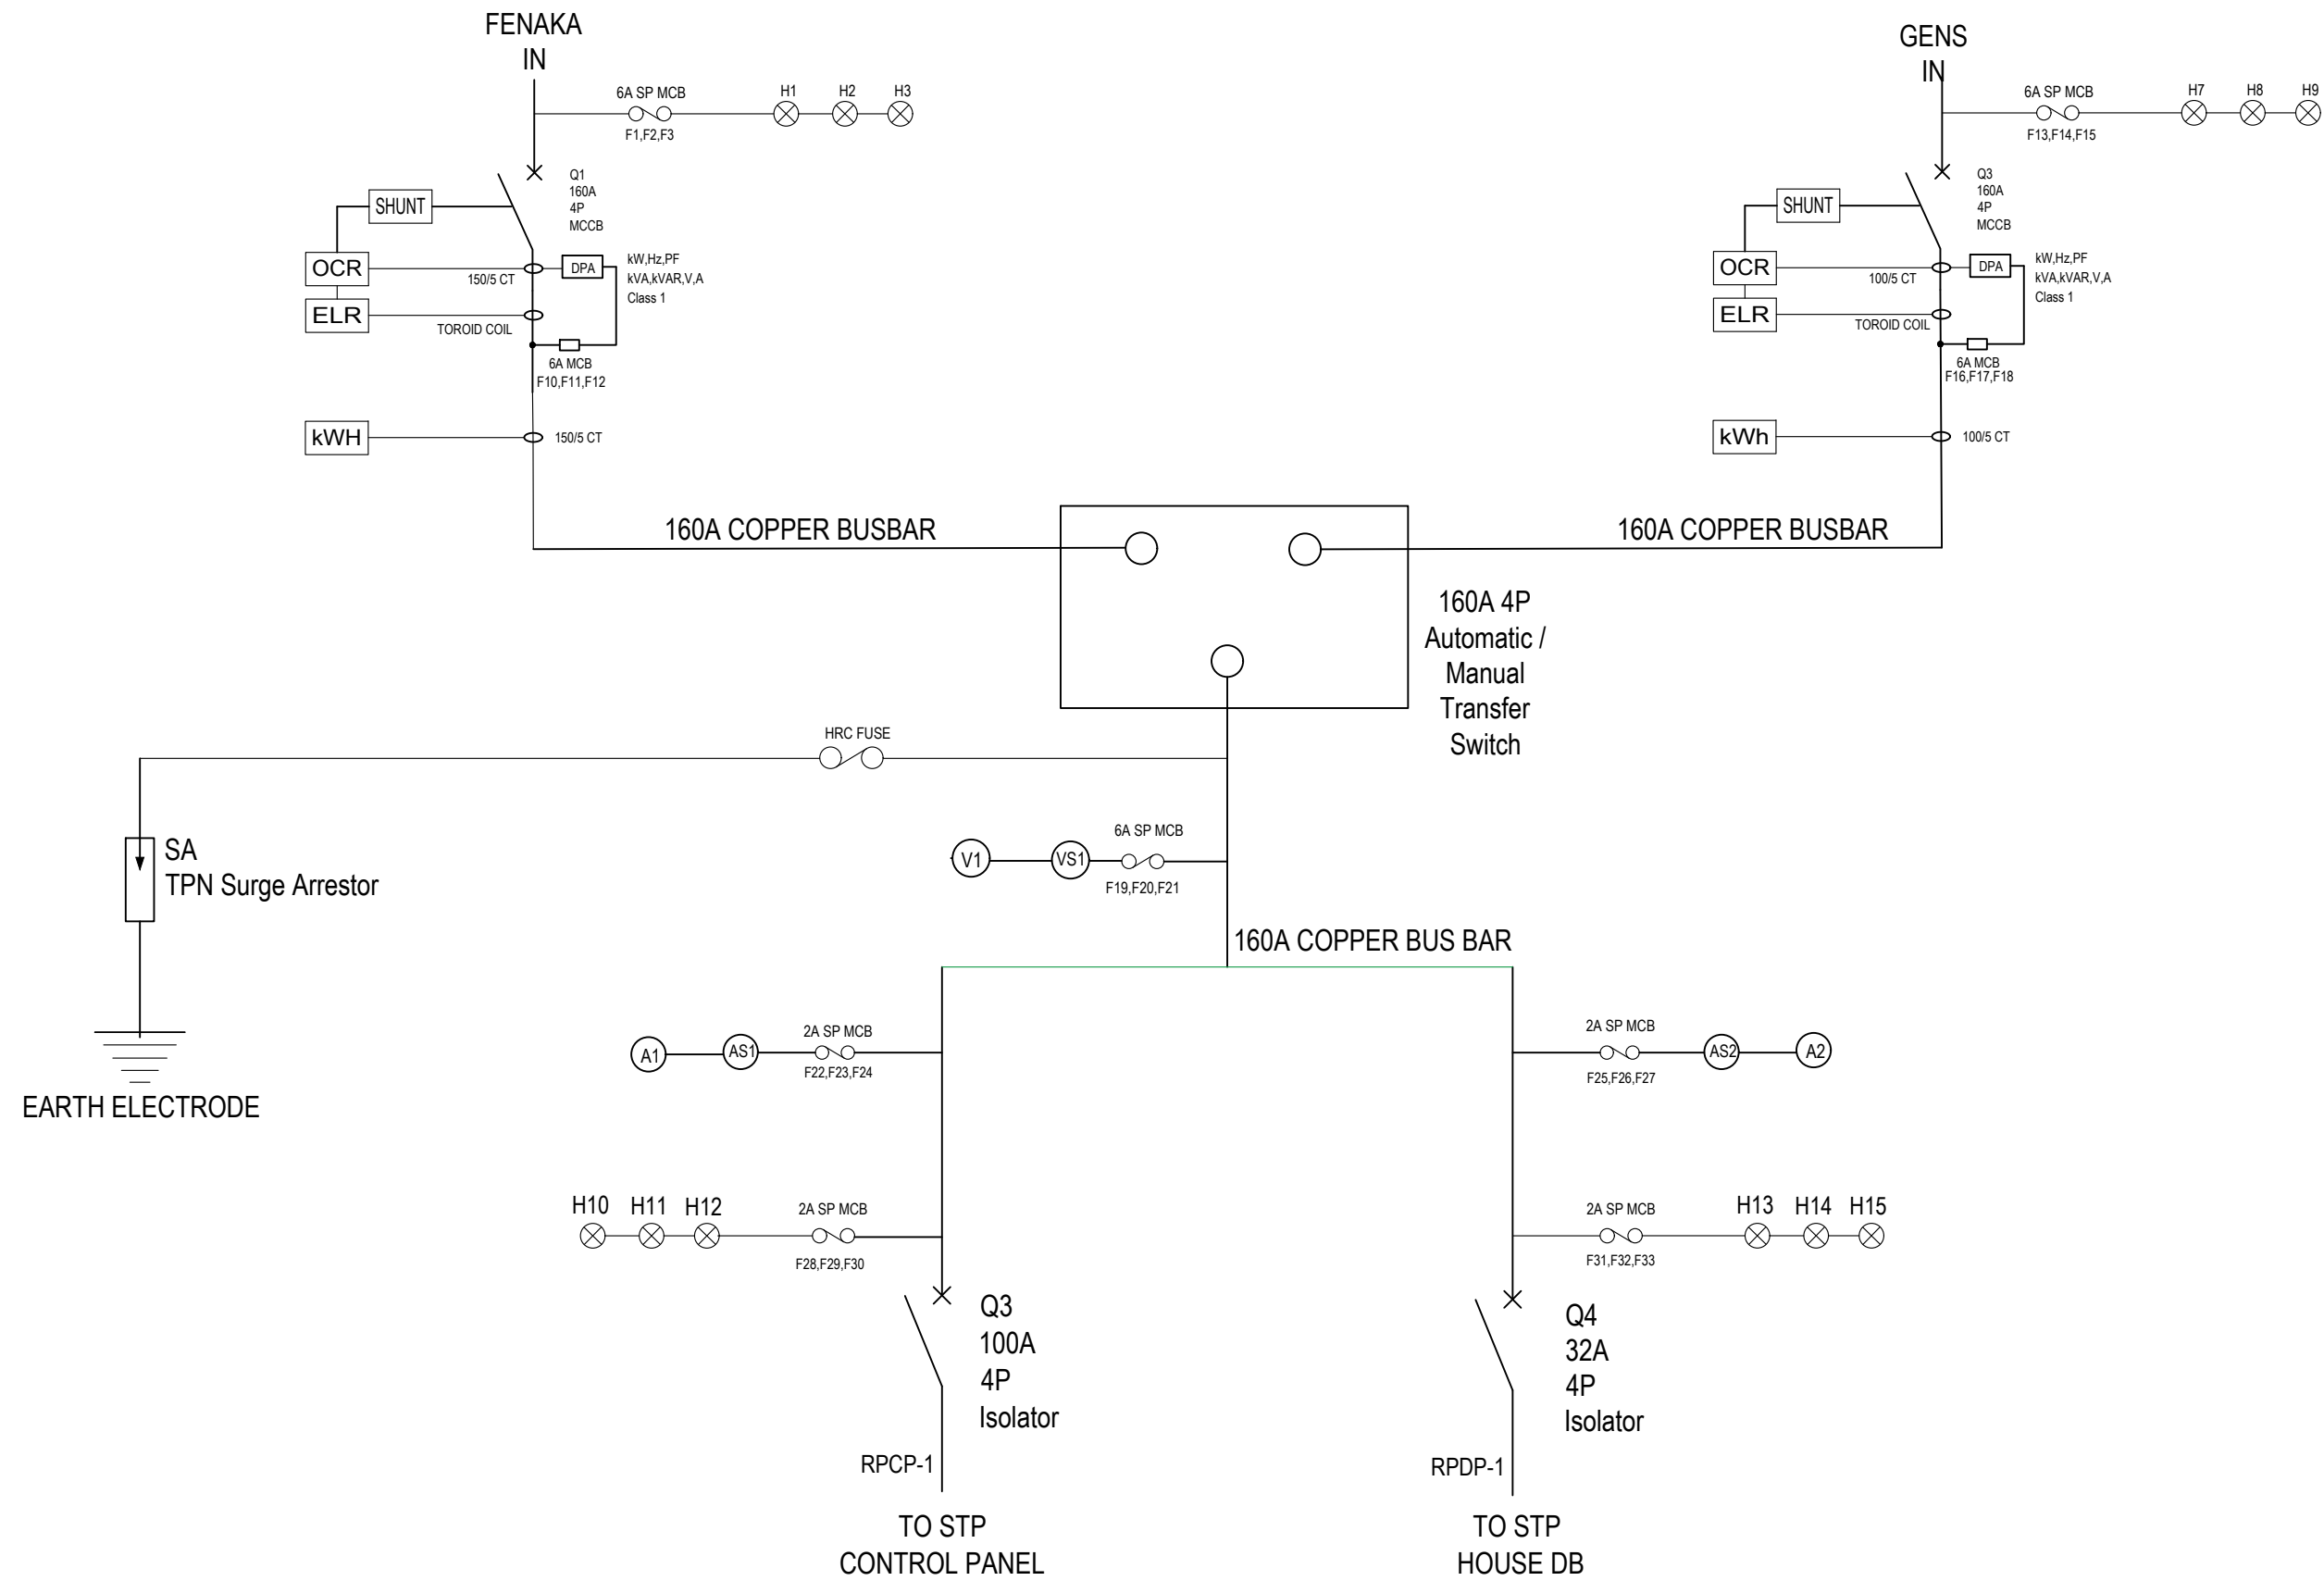 FENAKA
IN
6A SP MCB
F1,F2,F3
H1
H2
H3
Q1
160A
4P
MCCB
SHUNT
OCR
150/5 CT
DPA
kW,Hz,PF
kVA,kVAR,V,A
Class 1
ELR
TOROID COIL
6A MCB
F10,F11,F12
kWH
150/5 CT
GENS
IN
6A SP MCB
F13,F14,F15
H7
H8
H9
Q3
160A
4P
MCCB
SHUNT
OCR
100/5 CT
DPA
kW,Hz,PF
kVA,kVAR,V,A
Class 1
ELR
TOROID COIL
6A MCB
F16,F17,F18
kWh
100/5 CT
160A COPPER BUSBAR
160A COPPER BUSBAR
160A 4P
Automatic /
Manual
Transfer
Switch
HRC FUSE
SA
TPN Surge Arrestor
EARTH ELECTRODE
V1
VS1
6A SP MCB
F19,F20,F21
160A COPPER BUS BAR
A1
AS1
2A SP MCB
F22,F23,F24
2A SP MCB
F25,F26,F27
AS2
A2
H10
H11
H12
2A SP MCB
F28,F29,F30
2A SP MCB
F31,F32,F33
H13
H14
H15
Q3
100A
4P
Isolator
RPCP-1
TO STP
CONTROL PANEL
Q4
32A
4P
Isolator
RPDP-1
TO STP
HOUSE DB